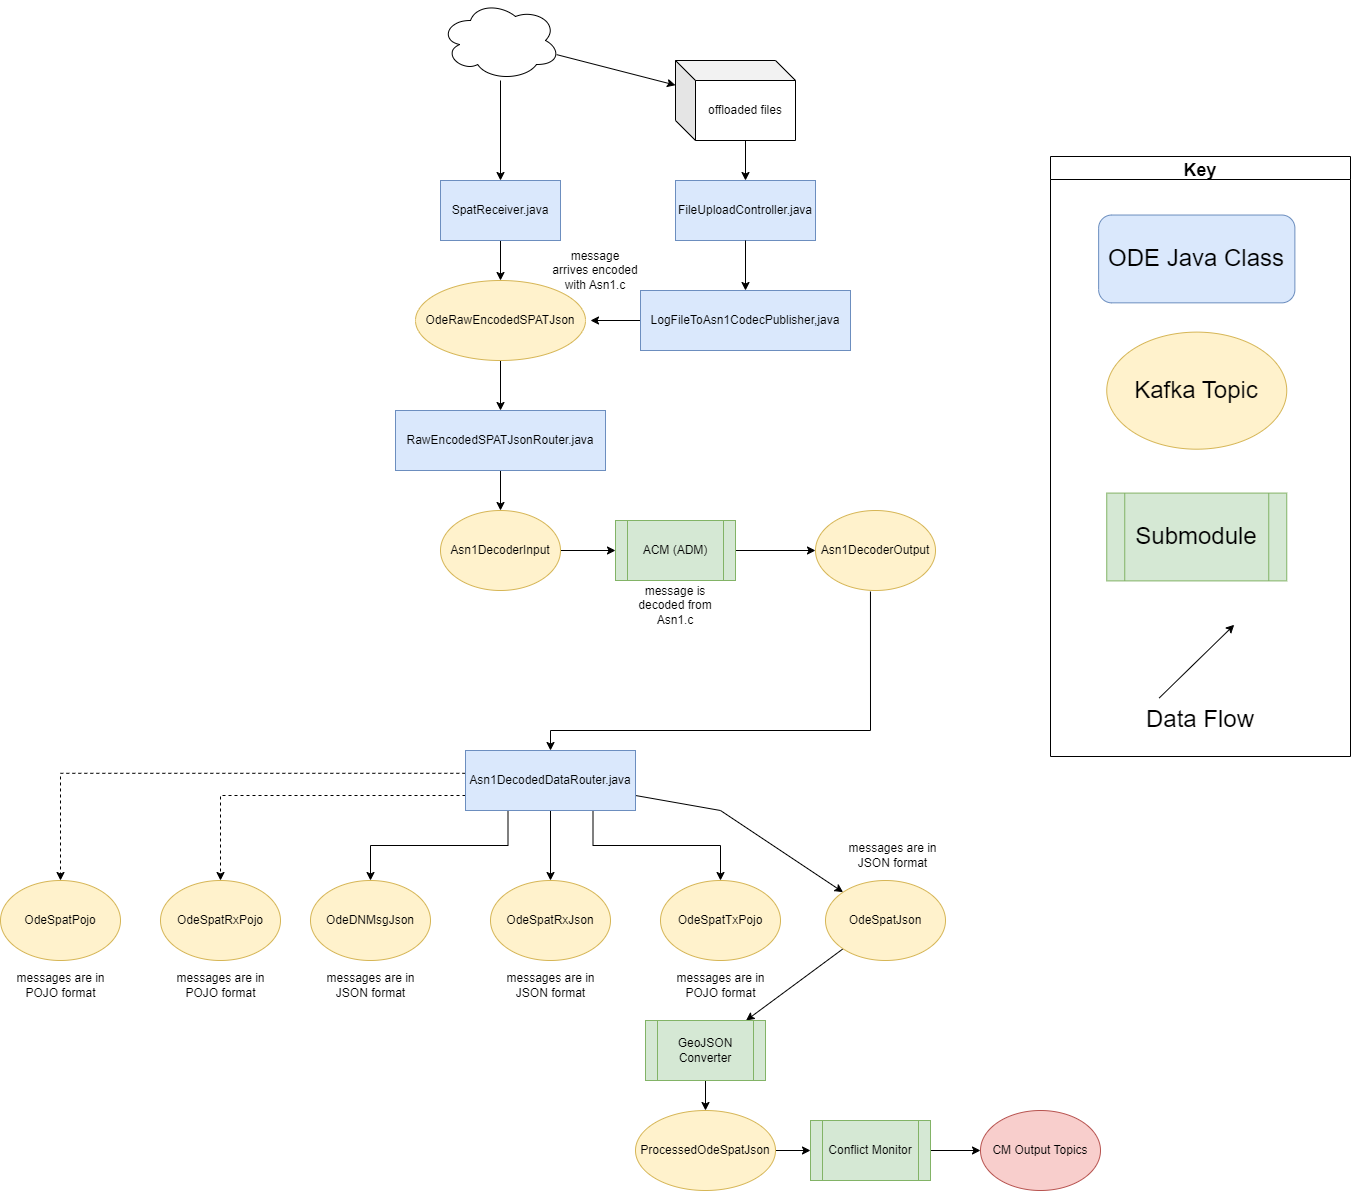 offloaded files
Key
SpatReceiver.java
FileUploadController.java
ODE Java Class
message
arrives encoded
with Asn1.c
OdeRawEncodedSPATJson
LogFileToAsn1CodecPublisher,java
Kafka Topic
RawEncodedSPATJsonRouter.java
Asn1DecoderInput
ACM (ADM)
Asn1DecoderOutput
Submodule
message is
decoded from
Asn1.c
Data Flow
Asn1DecodedDataRouter.java
messages are in
JSON format
OdeSpatPojo
OdeSpatRxPojo
OdeDNMsgJson
OdeSpatRxJson
OdeSpatTxPojo
OdeSpatJson
messages are in
POJO format
messages are in
POJO format
messages are in
JSON format
messages are in
JSON format
messages are in
POJO format
GeoJSON
Converter
ProcessedOdeSpatJson
Conflict Monitor
CM Output Topics